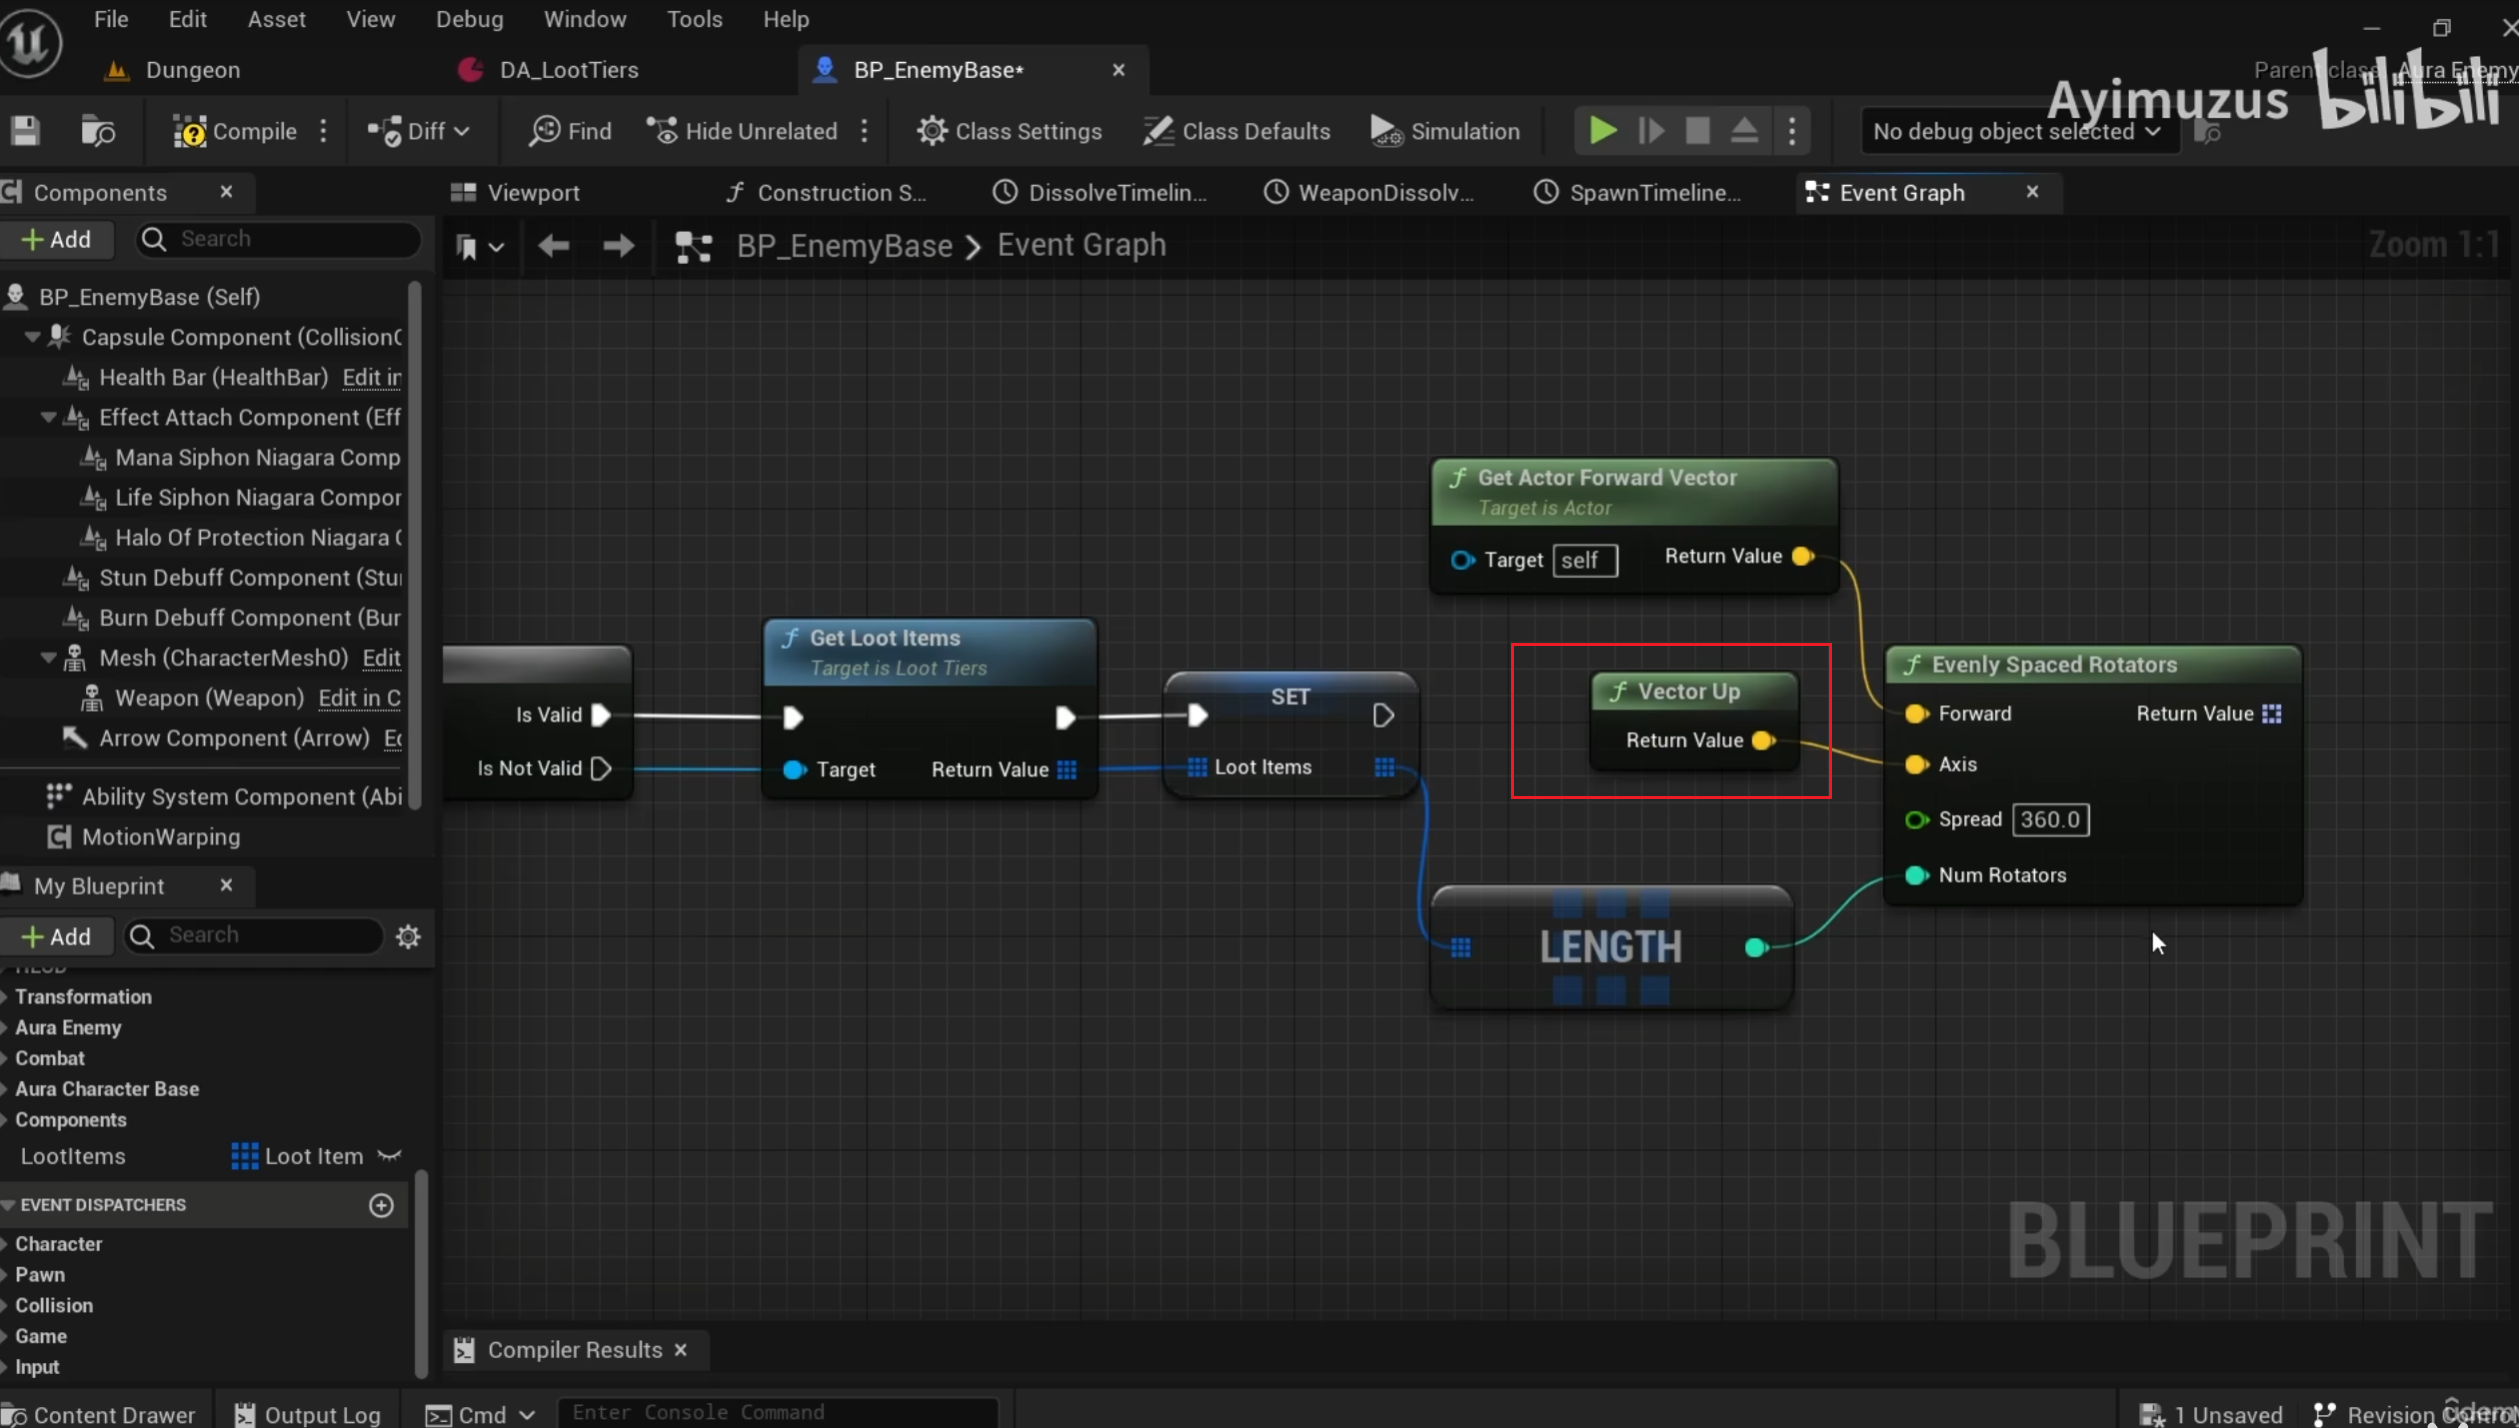 File Edit Asset View Debug Window Tools Help
Dungeon DA_LootTiers BP_EnemyBase*
Parent class: Aura Enemy
Ayimuzus bilibili
Compile Diff Find Hide Unrelated Class Settings Class Defaults Simulation No debug object selected
Components
Viewport Construction S... DissolveTimelin... WeaponDissolv... SpawnTimeline... Event Graph
Add Search
BP_EnemyBase Event Graph Zoom 1:1
BP_EnemyBase (Self)
Capsule Component (CollisionC
Health Bar (HealthBar) Edit in
Effect Attach Component (Eff
Mana Siphon Niagara Comp
Life Siphon Niagara Compor
Halo Of Protection Niagara C
Stun Debuff Component (Stu
Burn Debuff Component (Bur
Mesh (CharacterMesh0) Edit
Weapon (Weapon) Edit in C
Arrow Component (Arrow) Ed
Ability System Component (Abi
MotionWarping
f Get Actor Forward Vector
Target is Actor
Target self Return Value
Is Valid
Is Not Valid
f Get Loot Items
Target is Loot Tiers
Target Return Value
SET
Loot Items
f Vector Up
Return Value
f Evenly Spaced Rotators
Forward Return Value
Axis
Spread 360.0
Num Rotators
LENGTH
BLUEPRINT
My Blueprint
Add Search
Transformation
Aura Enemy
Combat
Aura Character Base
Components
LootItems Loot Item
EVENT DISPATCHERS
Character
Pawn
Collision
Game
Input
Compiler Results
Content Drawer Output Log Cmd Enter Console Command 1 Unsaved Revision